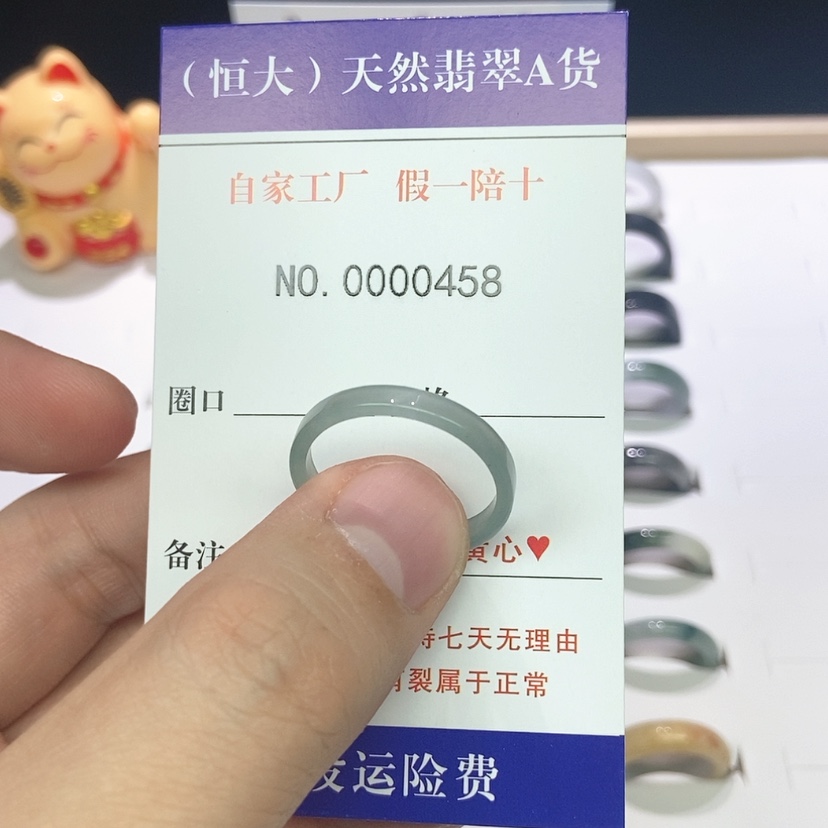 （恒大）天然翡翠A货
自家工厂 假一陪十
NO.0000458
圈口
备注
心♥
七天无理由
裂属于正常
运险费